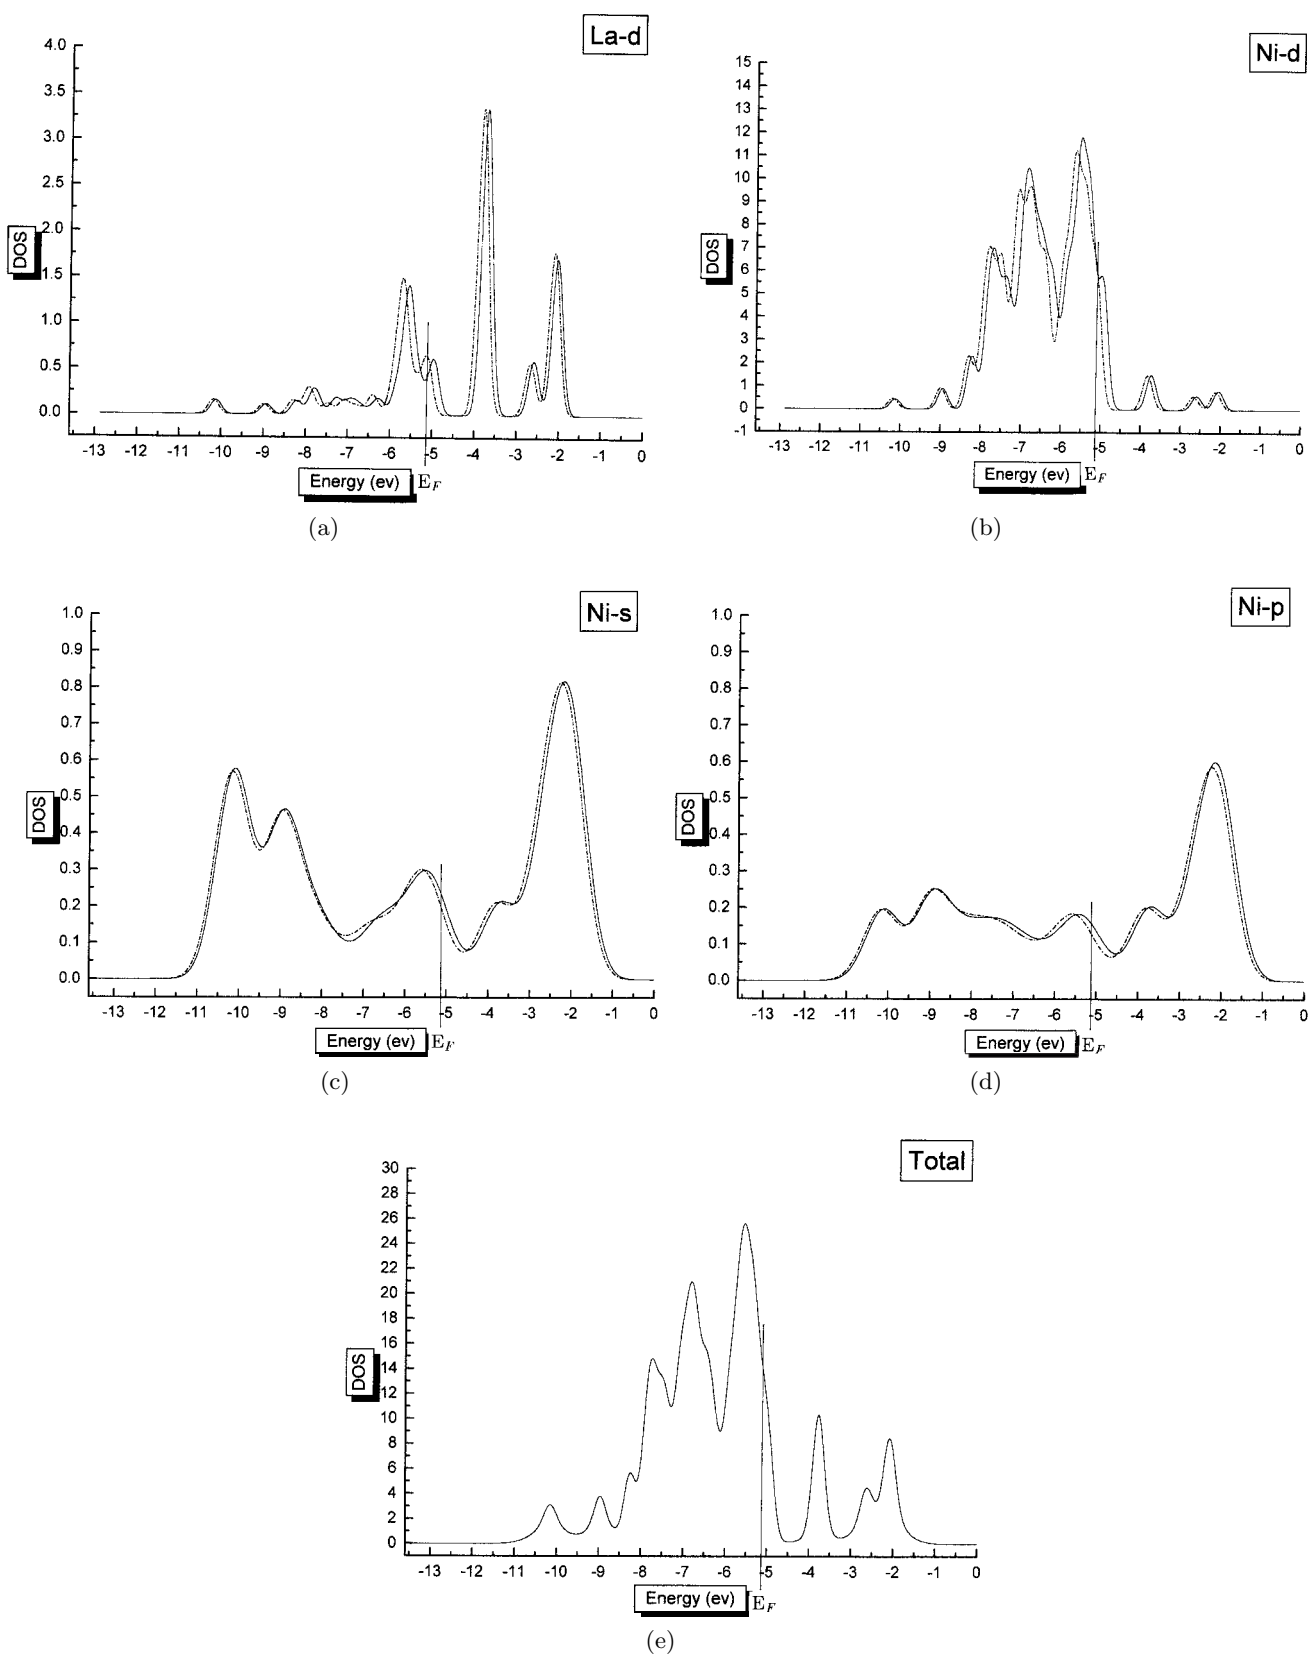 La-d
4.0
3.5
3.0
2.5
2.0
1.5
1.0
0.5
0.0
DOS
-13 -12 -11 -10 -9 -8 -7 -6 -5 -4 -3 -2 -1 0
Energy (ev) E_F
(a)
Ni-d
15
14
13
12
11
10
9
8
7
6
5
4
3
2
1
0
-1
DOS
-13 -12 -11 -10 -9 -8 -7 -6 -5 -4 -3 -2 -1 0
Energy (ev) E_F
(b)
Ni-s
1.0
0.9
0.8
0.7
0.6
0.5
0.4
0.3
0.2
0.1
0.0
DOS
-13 -12 -11 -10 -9 -8 -7 -6 -5 -4 -3 -2 -1 0
Energy (ev) E_F
(c)
Ni-p
1.0
0.9
0.8
0.7
0.6
0.5
0.4
0.3
0.2
0.1
0.0
DOS
-13 -12 -11 -10 -9 -8 -7 -6 -5 -4 -3 -2 -1 0
Energy (ev) E_F
(d)
Total
30
28
26
24
22
20
18
16
14
12
10
8
6
4
2
0
DOS
-13 -12 -11 -10 -9 -8 -7 -6 -5 -4 -3 -2 -1 0
Energy (ev) E_F
(e)